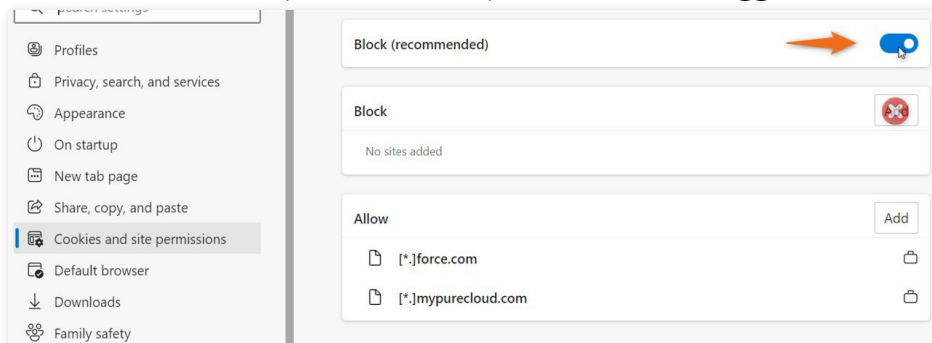 Profiles
Privacy, search, and services
Appearance
On startup
New tab page
Share, copy, and paste
Cookies and site permissions
Default browser
Downloads
Family safety
Block (recommended)
Block
No sites added
Allow
Add
[*.]force.com
[*.]mypurecloud.com